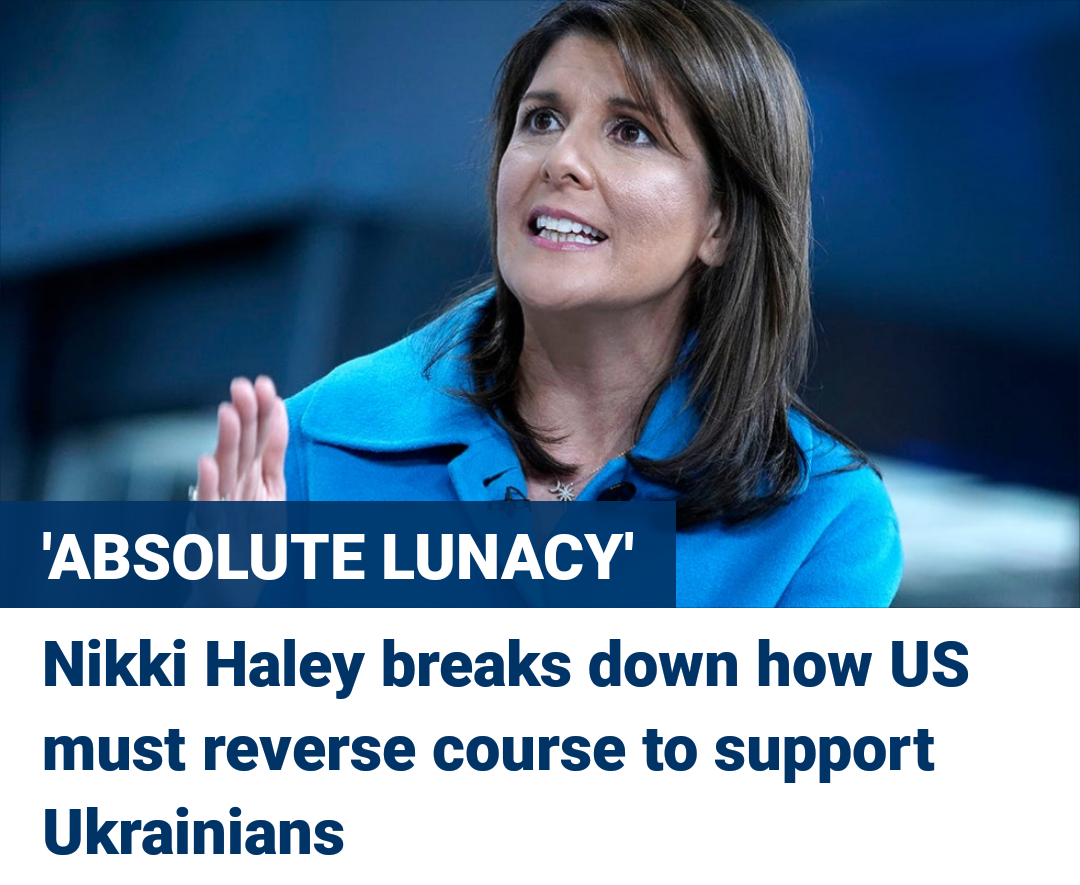 'ABSOLUTE LUNACY'
Nikki Haley breaks down how US
must reverse course to support
Ukrainians